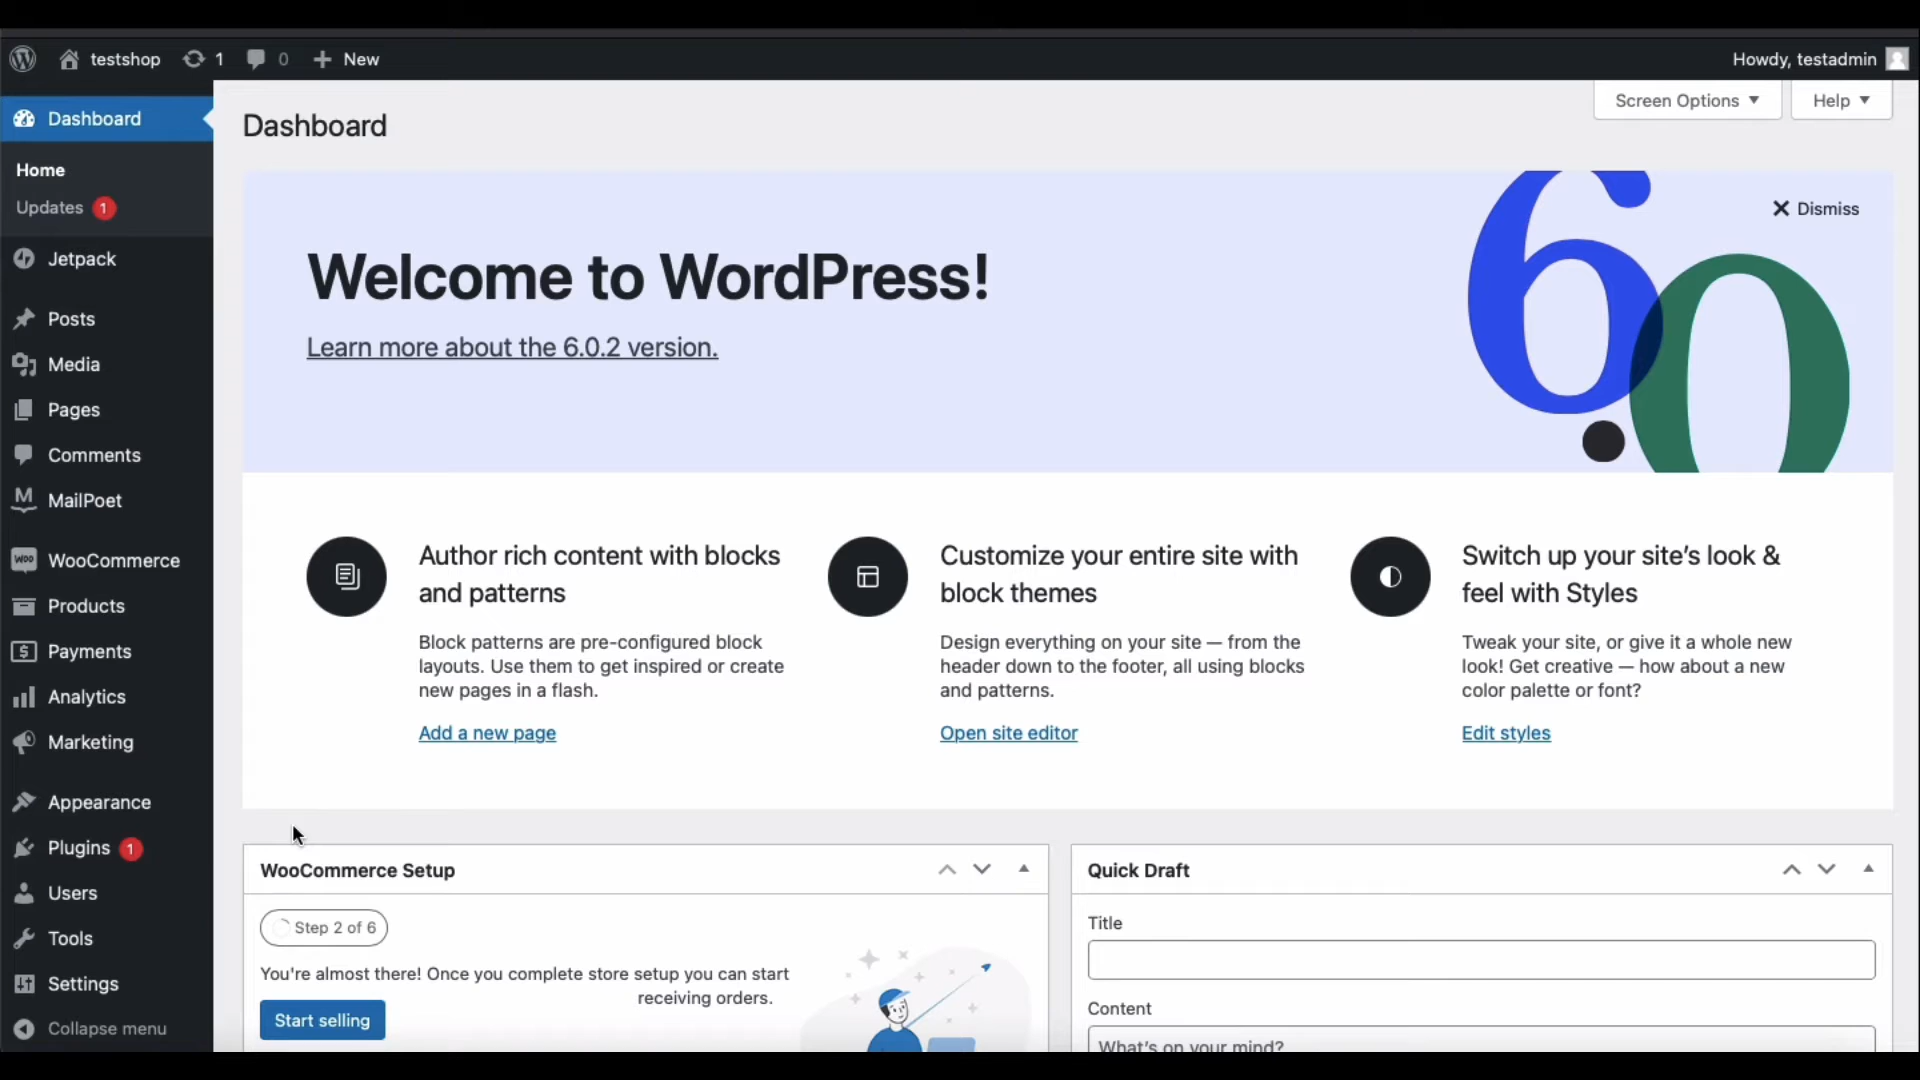 testshop
1
0
New
Howdy, testadmin
Dashboard
Home
Updates 1
Jetpack
Posts
Media
Pages
Comments
MailPoet
WooCommerce
Products
Payments
Analytics
Marketing
Appearance
Plugins 1
Users
Tools
Settings
Collapse menu
Screen Options
Help
Dashboard
Welcome to WordPress!
Learn more about the 6.0.2 version.
6.0
Dismiss
Author rich content with blocks
and patterns
Block patterns are pre-configured block
layouts. Use them to get inspired or create
new pages in a flash.
Add a new page
Customize your entire site with
block themes
Design everything on your site — from the
header down to the footer, all using blocks
and patterns.
Open site editor
Switch up your site’s look &
feel with Styles
Tweak your site, or give it a whole new
look! Get creative — how about a new
color palette or font?
Edit styles
WooCommerce Setup
Step 2 of 6
You're almost there! Once you complete store setup you can start
receiving orders.
Start selling
Quick Draft
Title
Content
What's on your mind?